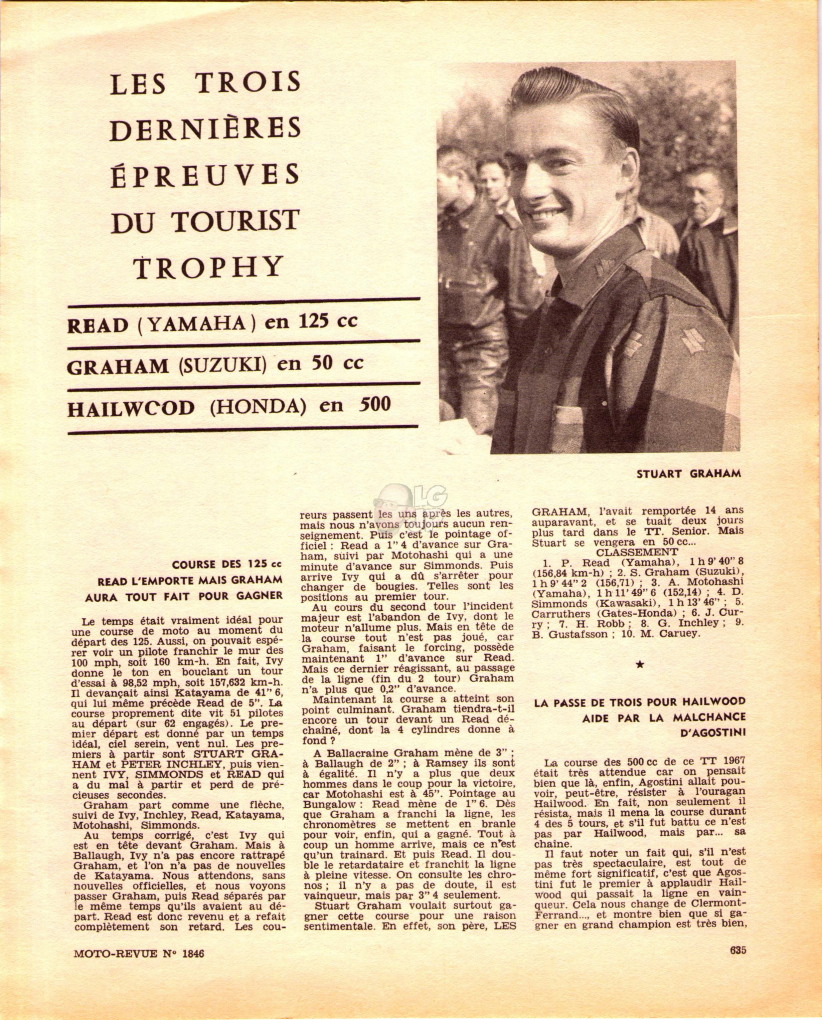 LES TROIS
DERNIÈRES
ÉPREUVES
DU TOURIST
TROPHY
READ (YAMAHA) en 125 cc
GRAHAM (SUZUKI) en 50 cc
HAILWCOD (HONDA) en 500
STUART GRAHAM
COURSE DES 125 cc
READ L'EMPORTE MAIS GRAHAM
AURA TOUT FAIT POUR GAGNER
Le temps était vraiment idéal pour
une course de moto au moment du
départ des 125. Aussi, on pouvait espé-
rer voir un pilote franchir le mur des
100 mph, soit 160 km-h. En fait, Ivy
donne le ton en bouclant un tour
d'essai à 98,52 mph, soit 157,632 km-h.
Il devançait ainsi Katayama de 41" 6,
qui lui même précède Read de 5". La
course proprement dite vit 51 pilotes
au départ (sur 62 engagés). Le pre-
mier départ est donné par un temps
idéal, ciel serein, vent nul. Les pre-
miers à partir sont STUART GRA-
HAM et PETER INCHLEY, puis vien-
nent IVY, SIMMONDS et READ qui
a du mal à partir et perd de pré-
cieuses secondes.
Graham part comme une flèche,
suivi de Ivy, Inchley, Read, Katayama,
Motohashi, Simmonds.
Au temps corrigé, c'est Ivy qui
est en tête devant Graham. Mais à
Ballaugh, Ivy n'a pas encore rattrapé
Graham, et l'on n'a pas de nouvelles
de Katayama. Nous attendons, sans
nouvelles officielles, et nous voyons
passer Graham, puis Read séparés par
le même temps qu'ils avaient au dé-
part. Read est donc revenu et a refait
complètement son retard. Les cou-
reurs passent les uns après les autres,
mais nous n'avons toujours aucun ren-
seignement. Puis c'est le pointage of-
ficiel : Read a 1" 4 d'avance sur Gra-
ham, suivi par Motohashi qui a une
minute d'avance sur Simmonds. Puis
arrive Ivy qui a dû s'arrêter pour
changer de bougies. Telles sont les
positions au premier tour.
Au cours du second tour l'incident
majeur est l'abandon de Ivy, dont le
moteur n'allume plus. Mais en tête de
la course tout n'est pas joué, car
Graham, faisant le forcing, possède
maintenant 1" d'avance sur Read.
Mais ce dernier réagissant, au passage
de la ligne (fin du 2 tour) Graham
n'a plus que 0,2" d'avance.
Maintenant la course a atteint son
point culminant. Graham tiendra-t-il
encore un tour devant un Read dé-
chaîné, dont la 4 cylindres donne à
fond ?
A Ballacraine Graham mène de 3" ;
à Ballaugh de 2" ; à Ramsey ils sont
à égalité. Il n'y a plus que deux
hommes dans le coup pour la victoire,
car Motohashi est à 45". Pointage au
Bungalow : Read mène de 1" 6. Dès
que Graham a franchi la ligne, les
chronomètres se mettent en branle
pour voir, enfin, qui a gagné. Tout à
coup un homme arrive, mais ce n'est
qu'un trainard. Et puis Read. Il dou-
ble le retardataire et franchit la ligne
à pleine vitesse. On consulte les chro-
nos ; il n'y a pas de doute, il est
vainqueur, mais par 3" 4 seulement.
Stuart Graham voulait surtout ga-
gner cette course pour une raison
sentimentale. En effet, son père, LES
GRAHAM, l'avait remportée 14 ans
auparavant, et se tuait deux jours
plus tard dans le TT. Senior. Mais
Stuart se vengera en 50 cc...
CLASSEMENT
1. P. Read (Yamaha), 1 h 9' 40" 8
(156,84 km-h) ; 2. S. Graham (Suzuki),
1 h 9' 44" 2 (156,71) ; 3. A. Motohashi
(Yamaha), 1 h 11' 49" 6 (152,14) ; 4. D.
Simmonds (Kawasaki), 1 h 13' 46" ; 5.
Carruthers (Gates-Honda) ; 6. J. Cur-
ry ; 7. H. Robb ; 8. G. Inchley ; 9.
B. Gustafsson ; 10. M. Caruey.
LA PASSE DE TROIS POUR HAILWOOD
AIDE PAR LA MALCHANCE
D'AGOSTINI
La course des 500 cc de ce TT 1967
était très attendue car on pensait
bien que là, enfin, Agostini allait pou-
voir, peut-être, résister à l'ouragan
Hailwood. En fait, non seulement il
résista, mais il mena la course durant
4 des 5 tours, et s'il fut battu ce n'est
pas par Hailwood, mais par... sa
chaîne.
Il faut noter un fait qui, s'il n'est
pas très spectaculaire, est tout de
même fort significatif, c'est que Agos-
tini fut le premier à applaudir Hail-
wood qui passait la ligne en vain-
queur. Cela nous change de Clermont-
Ferrand..., et montre bien que si ga-
gner en grand champion est très bien,
MOTO-REVUE N° 1846
635
LG